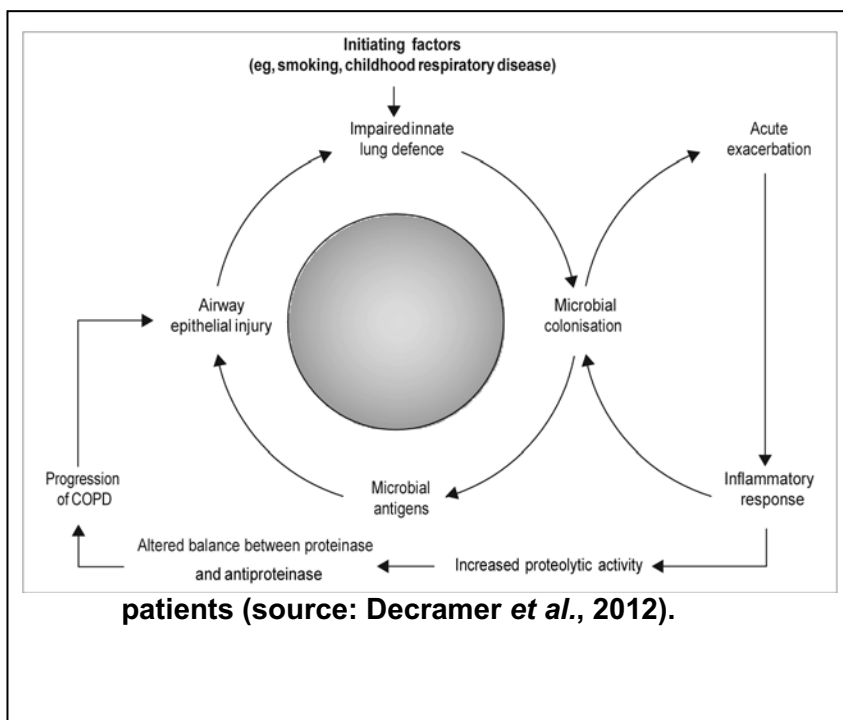 Initiating factors
(eg, smoking, childhood respiratory disease)
Impaired innate
lung defence
Acute
exacerbation
Airway
epithelial injury
Microbial
colonisation
Progression
of COPD
Microbial
antigens
Inflammatory
response
Altered balance between proteinase
and antiproteinase
Increased proteolytic activity
patients (source: Decramer et al., 2012).